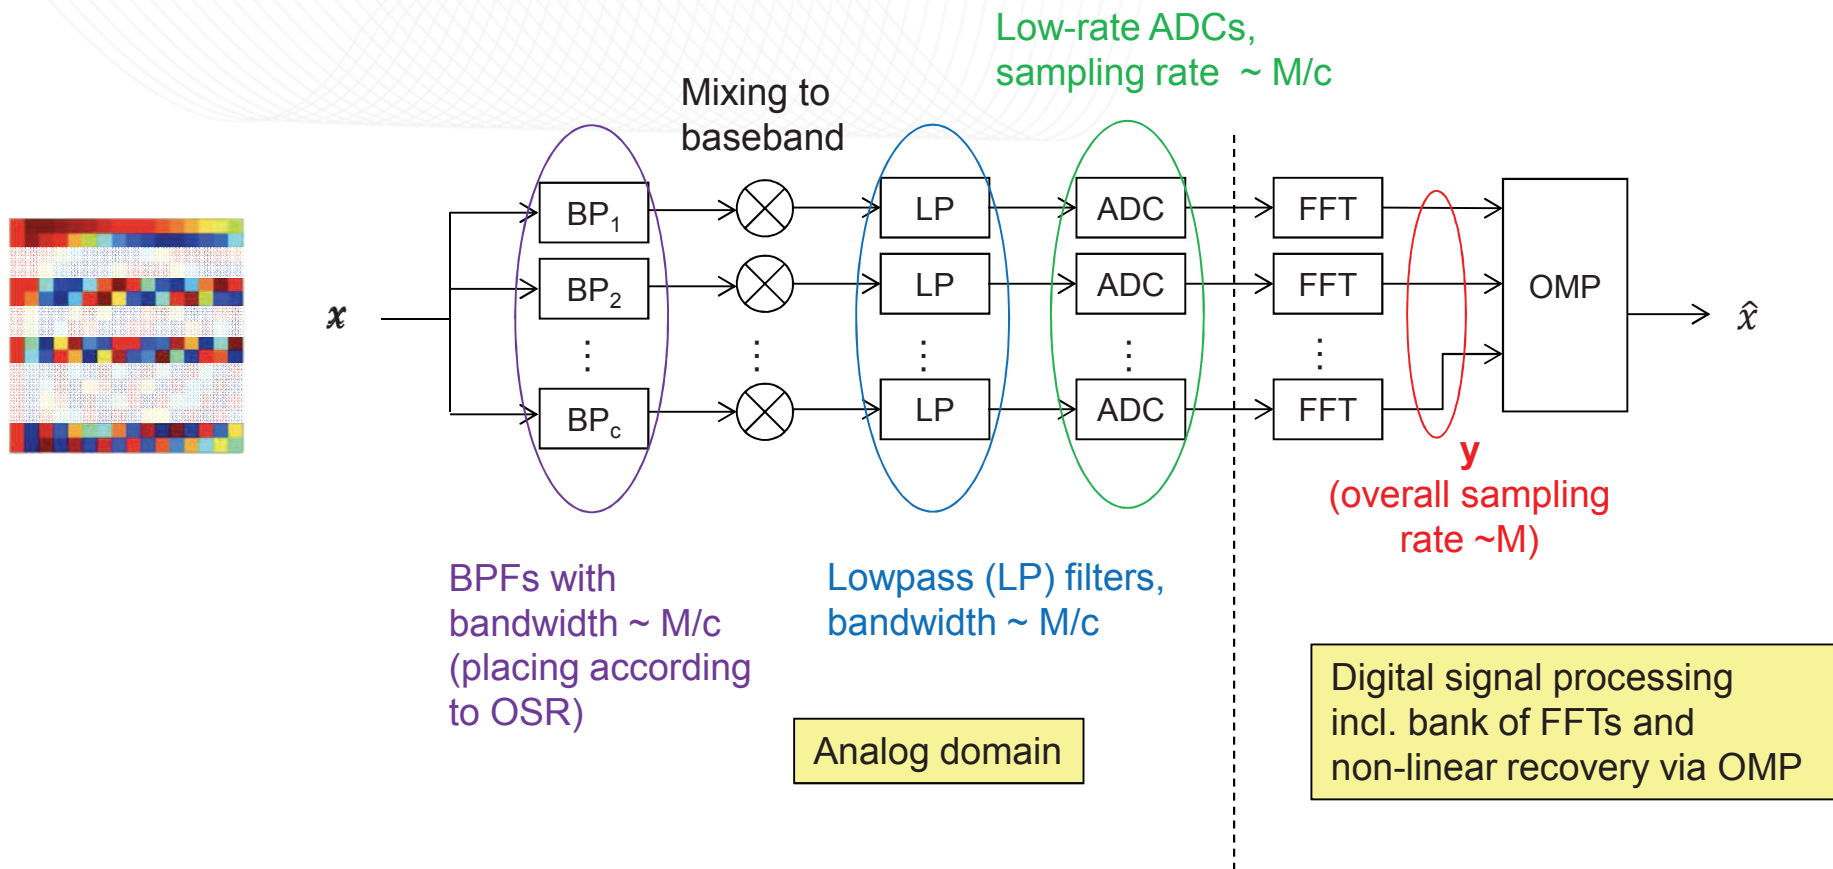 Low-rate ADCs,
sampling rate ~ M/c
Mixing to
baseband
BP1
LP
ADC
FFT
BP2
LP
ADC
FFT
OMP
x
x̂
⋮
⋮
⋮
⋮
⋮
BPc
LP
ADC
FFT
y
(overall sampling
rate ~M)
BPFs with
bandwidth ~ M/c
(placing according
to OSR)
Lowpass (LP) filters,
bandwidth ~ M/c
Analog domain
Digital signal processing
incl. bank of FFTs and
non-linear recovery via OMP